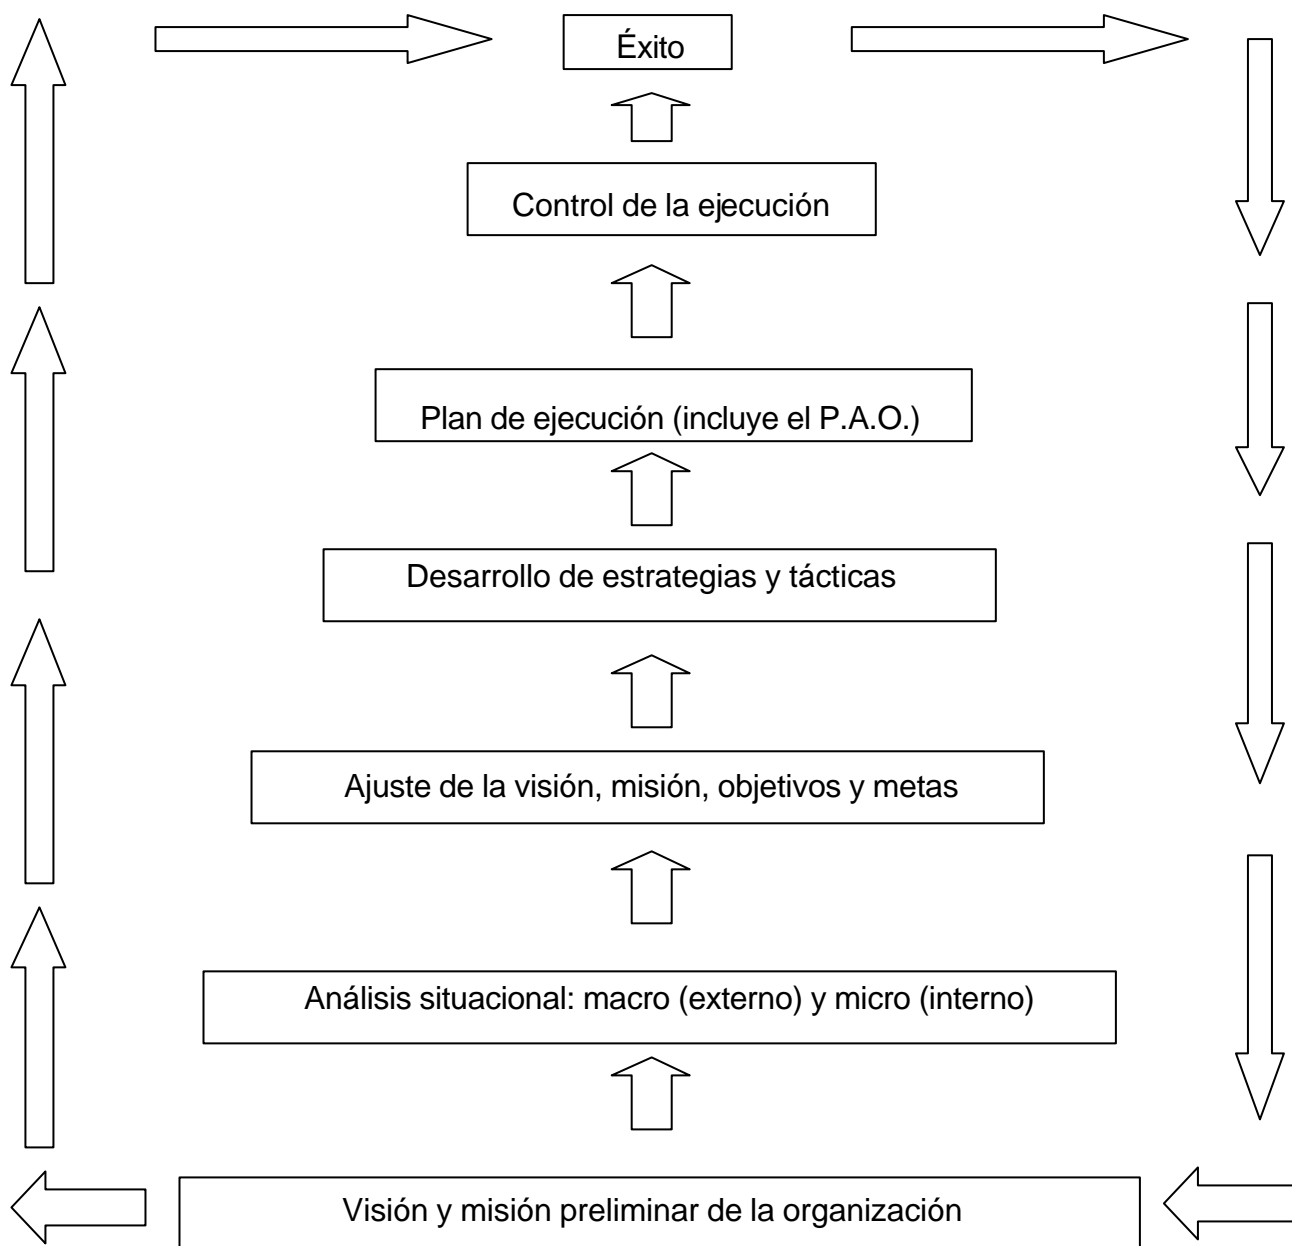 Éxito
Control de la ejecución
Plan de ejecución (incluye el P.A.O.)
Desarrollo de estrategias y tácticas
Ajuste de la visión, misión, objetivos y metas
Análisis situacional: macro (externo) y micro (interno)
Visión y misión preliminar de la organización